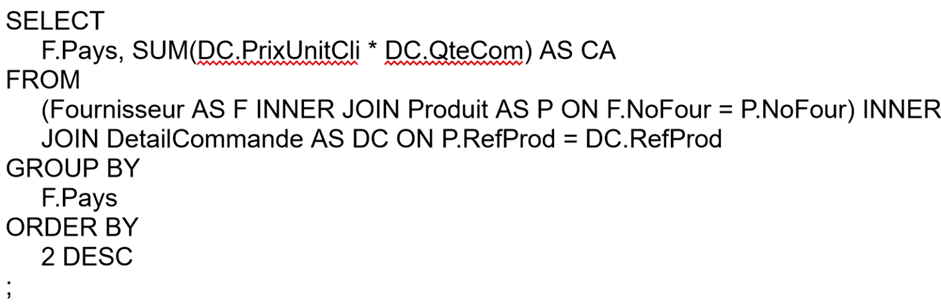 SELECT
F.Pays, SUM(DC.PrixUnitCli * DC.QteCom) AS CA
FROM
(Fournisseur AS F INNER JOIN Produit AS P ON F.NoFour = P.NoFour) INNER
JOIN DetailCommande AS DC ON P.RefProd = DC.RefProd
GROUP BY
F.Pays
ORDER BY
2 DESC
;